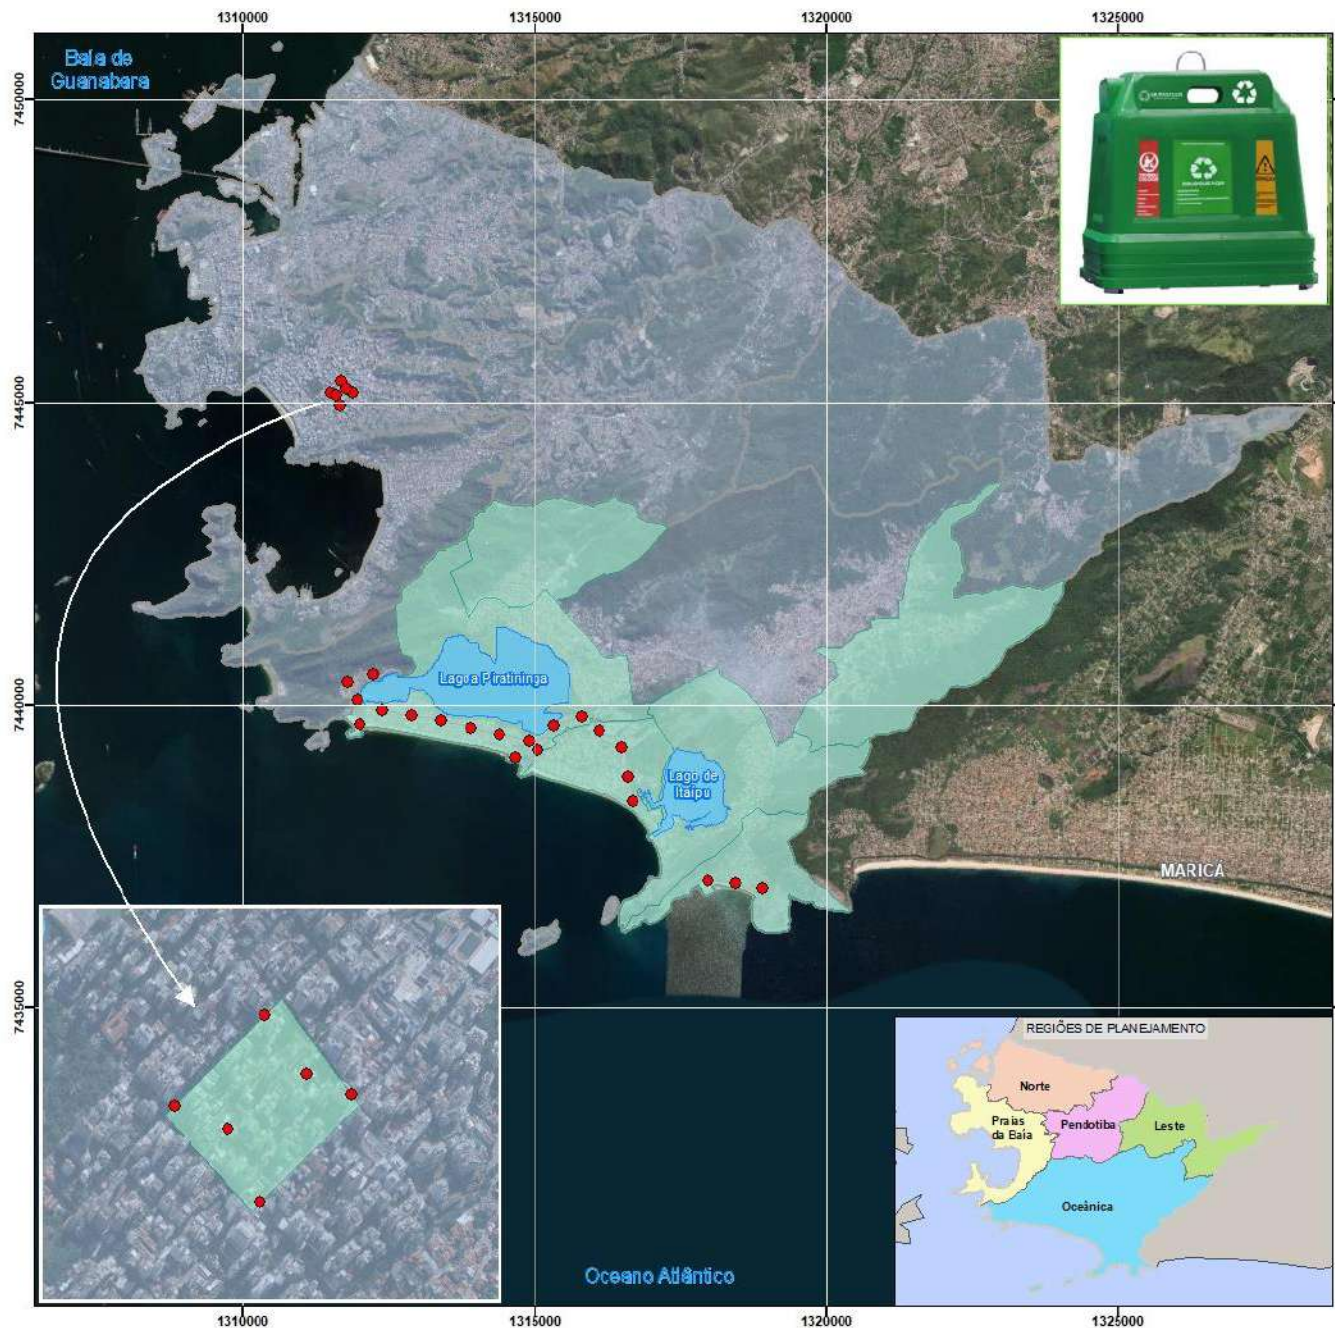 1310000
1315000
1320000
1325000
Baía de
Guanabara
7450000
7445000
7440000
7435000
Lagoa Piratininga
Lago de
Itaipu
MARICÁ
Oceano Atlântico
REGIÕES DE PLANEJAMENTO
Norte
Praias
da Baía
Pendotiba
Leste
Oceânica
1310000
1315000
1320000
1325000